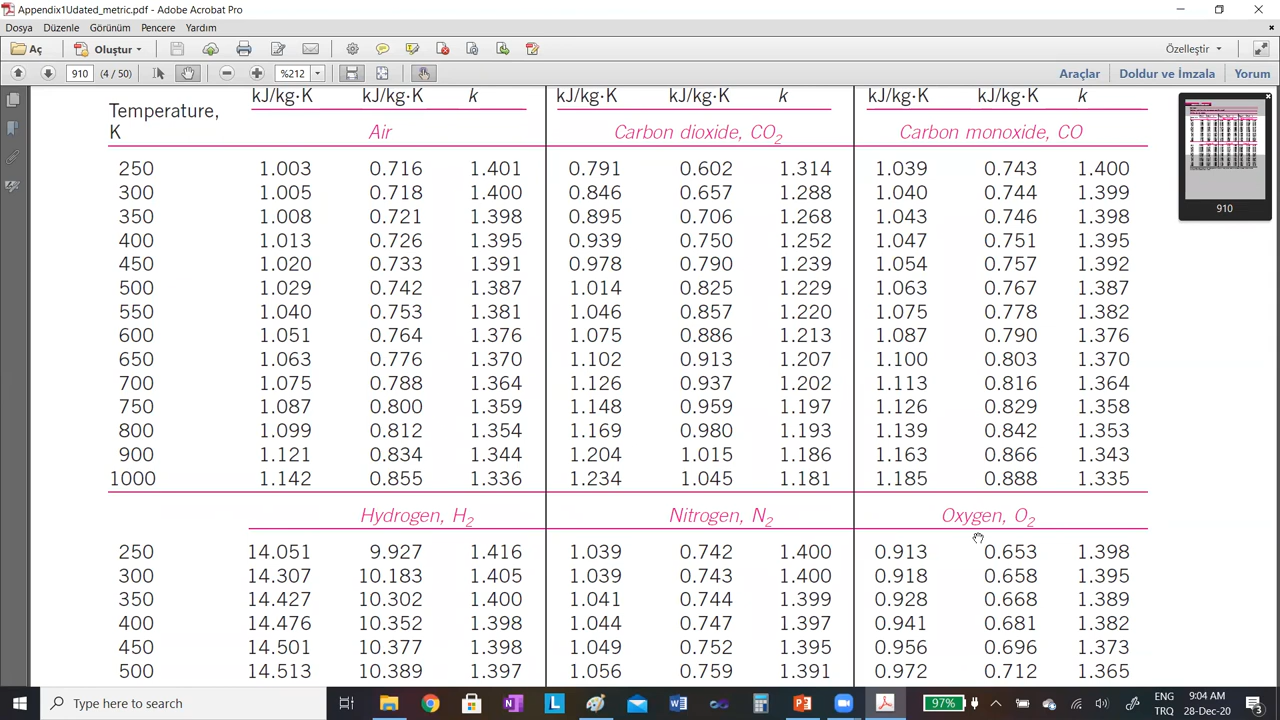 Appendix1Udated_metric.pdf - Adobe Acrobat Pro
Dosya Düzenle Görünüm Pencere Yardım
Aç Oluştur Özelleştir
910 (4 / 50) %212 Araçlar Doldur ve İmzala Yorum
kJ/kg·K kJ/kg·K k kJ/kg·K kJ/kg·K k kJ/kg·K kJ/kg·K k
Temperature,
K Air Carbon dioxide, CO2 Carbon monoxide, CO
250 1.003 0.716 1.401 0.791 0.602 1.314 1.039 0.743 1.400
300 1.005 0.718 1.400 0.846 0.657 1.288 1.040 0.744 1.399
350 1.008 0.721 1.398 0.895 0.706 1.268 1.043 0.746 1.398
400 1.013 0.726 1.395 0.939 0.750 1.252 1.047 0.751 1.395
450 1.020 0.733 1.391 0.978 0.790 1.239 1.054 0.757 1.392
500 1.029 0.742 1.387 1.014 0.825 1.229 1.063 0.767 1.387
550 1.040 0.753 1.381 1.046 0.857 1.220 1.075 0.778 1.382
600 1.051 0.764 1.376 1.075 0.886 1.213 1.087 0.790 1.376
650 1.063 0.776 1.370 1.102 0.913 1.207 1.100 0.803 1.370
700 1.075 0.788 1.364 1.126 0.937 1.202 1.113 0.816 1.364
750 1.087 0.800 1.359 1.148 0.959 1.197 1.126 0.829 1.358
800 1.099 0.812 1.354 1.169 0.980 1.193 1.139 0.842 1.353
900 1.121 0.834 1.344 1.204 1.015 1.186 1.163 0.866 1.343
1000 1.142 0.855 1.336 1.234 1.045 1.181 1.185 0.888 1.335
Hydrogen, H2 Nitrogen, N2 Oxygen, O2
250 14.051 9.927 1.416 1.039 0.742 1.400 0.913 0.653 1.398
300 14.307 10.183 1.405 1.039 0.743 1.400 0.918 0.658 1.395
350 14.427 10.302 1.400 1.041 0.744 1.399 0.928 0.668 1.389
400 14.476 10.352 1.398 1.044 0.747 1.397 0.941 0.681 1.382
450 14.501 10.377 1.398 1.049 0.752 1.395 0.956 0.696 1.373
500 14.513 10.389 1.397 1.056 0.759 1.391 0.972 0.712 1.365
910
Type here to search 97% ENG 9:04 AM
TRQ 28-Dec-20 3